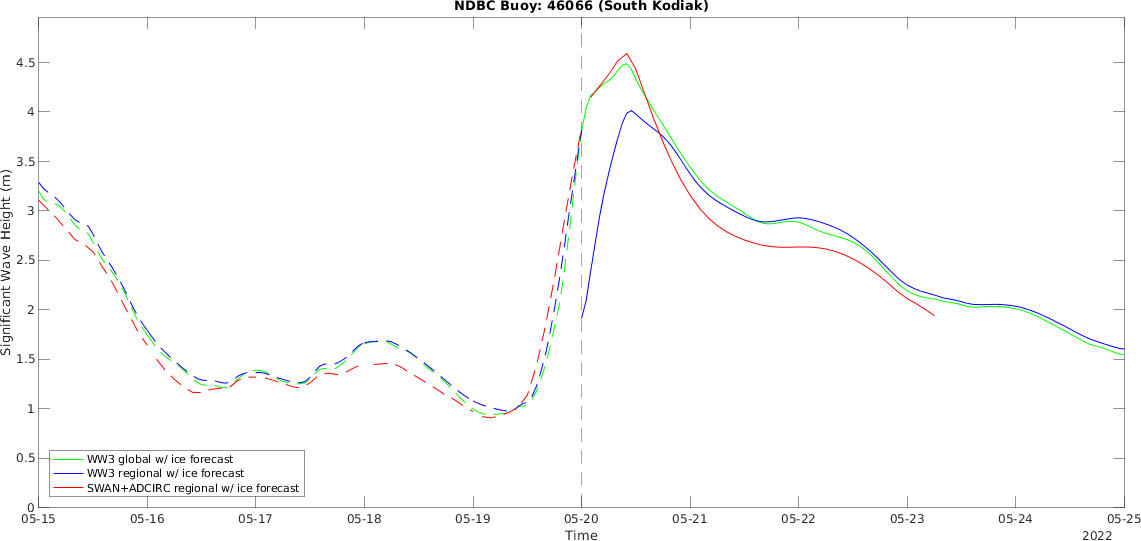 NDBC Buoy: 46066 (South Kodiak)
Significant Wave Height (m)
4.5
4
3.5
3
2.5
2
1.5
1
0.5
0
WW3 global w/ ice forecast
WW3 regional w/ ice forecast
SWAN+ADCIRC regional w/ ice forecast
05-15 05-16 05-17 05-18 05-19 05-20 05-21 05-22 05-23 05-24 05-25
Time
2022